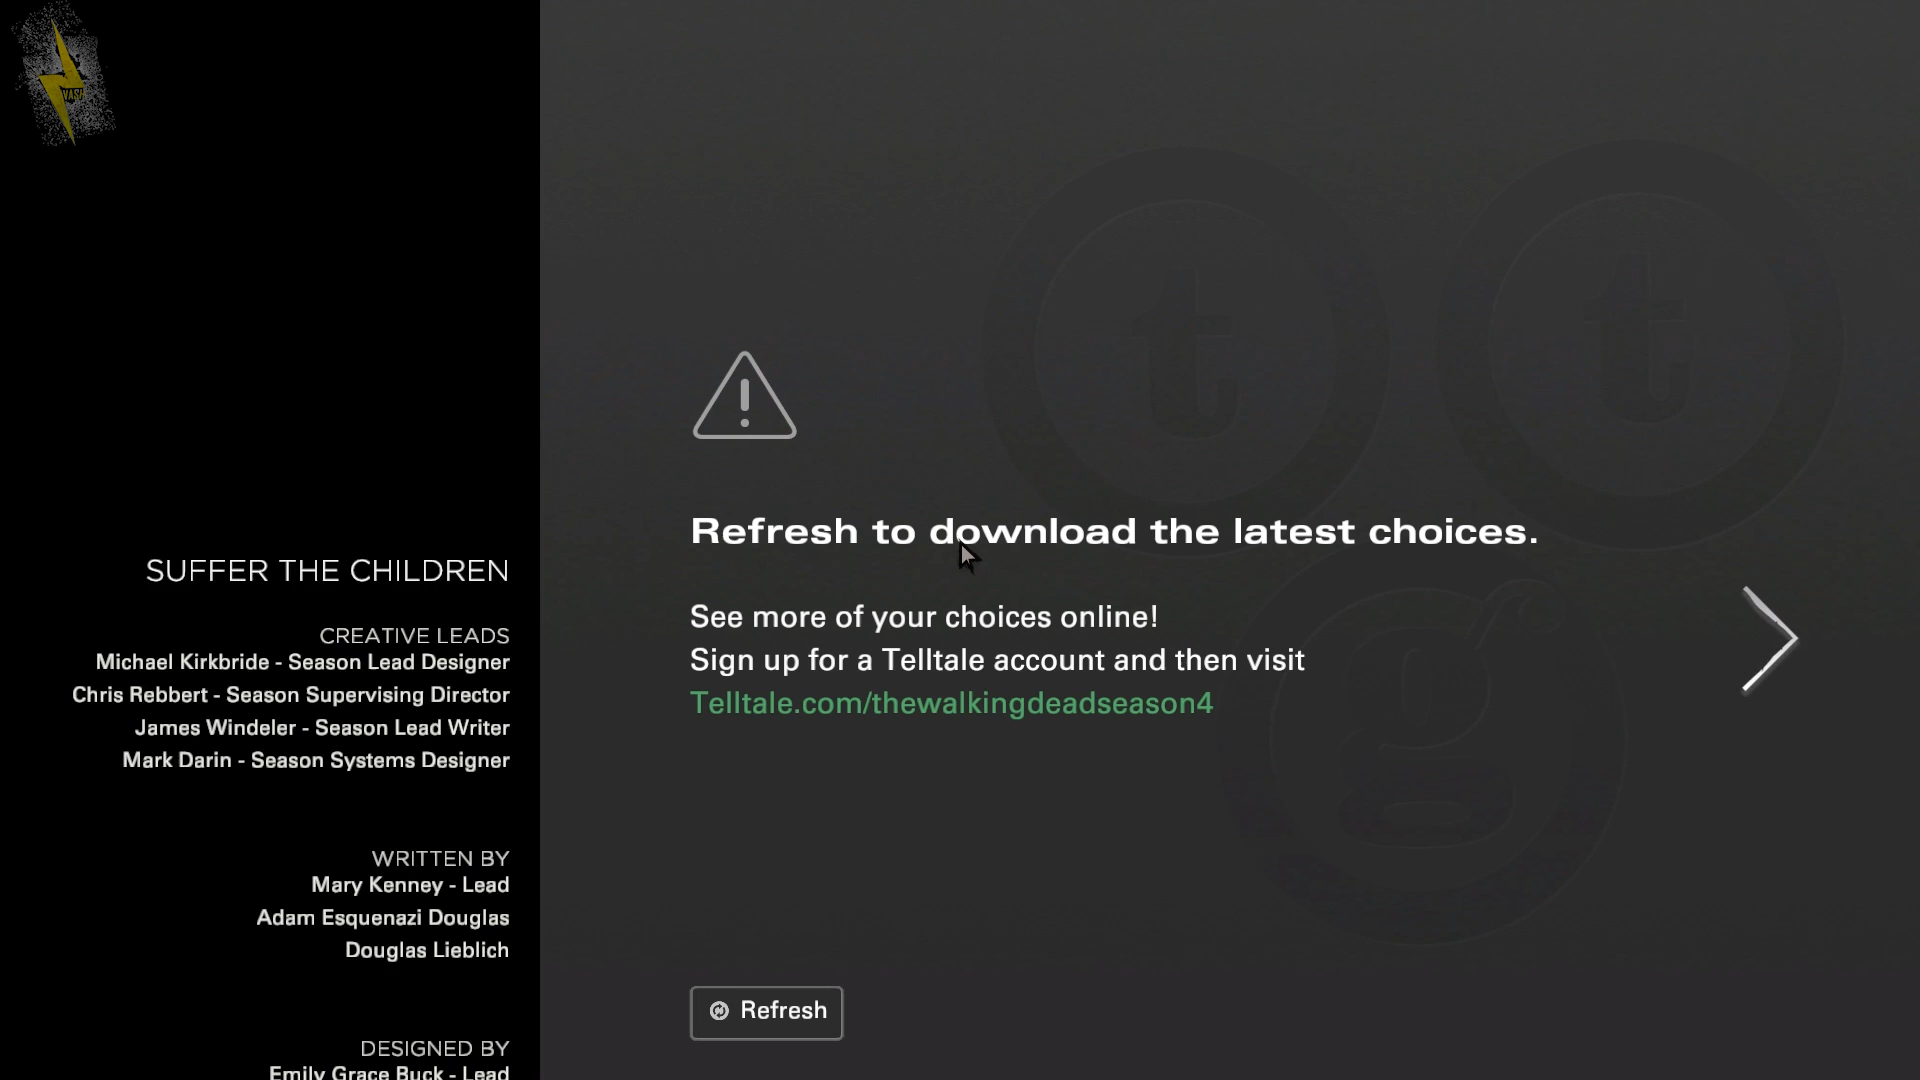 SUFFER THE CHILDREN
CREATIVE LEADS
Michael Kirkbride - Season Lead Designer
Chris Rebbert - Season Supervising Director
James Windeler - Season Lead Writer
Mark Darin - Season Systems Designer
WRITTEN BY
Mary Kenney - Lead
Adam Esquenazi Douglas
Douglas Lieblich
DESIGNED BY
Emily Grace Buck - Lead
t t
g
Refresh to download the latest choices.
See more of your choices online!
Sign up for a Telltale account and then visit
Telltale.com/thewalkingdeadseason4
Refresh